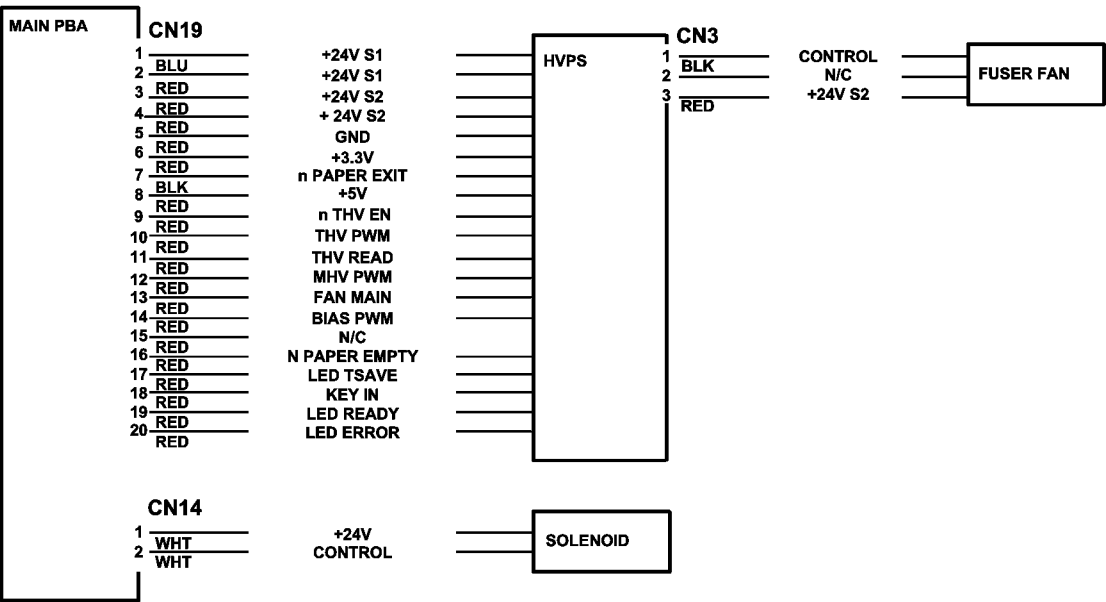 MAIN PBA
CN19
1 BLU +24V S1
2 RED +24V S1
3 RED +24V S2
4 RED + 24V S2
5 RED GND
6 RED +3.3V
7 BLK n PAPER EXIT
8 RED +5V
9 RED n THV EN
10 RED THV PWM
11 RED THV READ
12 RED MHV PWM
13 RED FAN MAIN
14 RED BIAS PWM
15 RED N/C
16 RED N PAPER EMPTY
17 RED LED TSAVE
18 RED KEY IN
19 RED LED READY
20 RED LED ERROR
HVPS
CN3
1 BLK CONTROL
2 N/C
3 RED +24V S2
FUSER FAN
CN14
1 WHT +24V
2 WHT CONTROL
SOLENOID